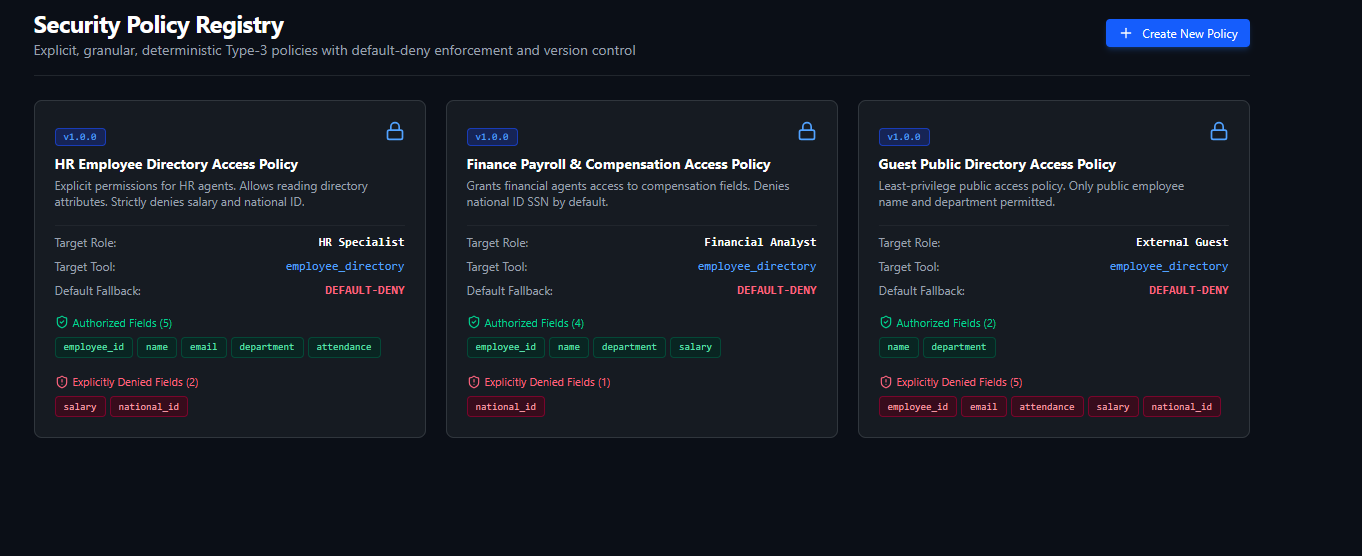 Security Policy Registry
Explicit, granular, deterministic Type-3 policies with default-deny enforcement and version control
+ Create New Policy
v1.0.0
HR Employee Directory Access Policy
Explicit permissions for HR agents. Allows reading directory
attributes. Strictly denies salary and national ID.
Target Role: HR Specialist
Target Tool: employee_directory
Default Fallback: DEFAULT-DENY
Authorized Fields (5)
employee_id name email department attendance
Explicitly Denied Fields (2)
salary national_id
v1.0.0
Finance Payroll & Compensation Access Policy
Grants financial agents access to compensation fields. Denies
national ID SSN by default.
Target Role: Financial Analyst
Target Tool: employee_directory
Default Fallback: DEFAULT-DENY
Authorized Fields (4)
employee_id name department salary
Explicitly Denied Fields (1)
national_id
v1.0.0
Guest Public Directory Access Policy
Least-privilege public access policy. Only public employee
name and department permitted.
Target Role: External Guest
Target Tool: employee_directory
Default Fallback: DEFAULT-DENY
Authorized Fields (2)
name department
Explicitly Denied Fields (5)
employee_id email attendance salary national_id